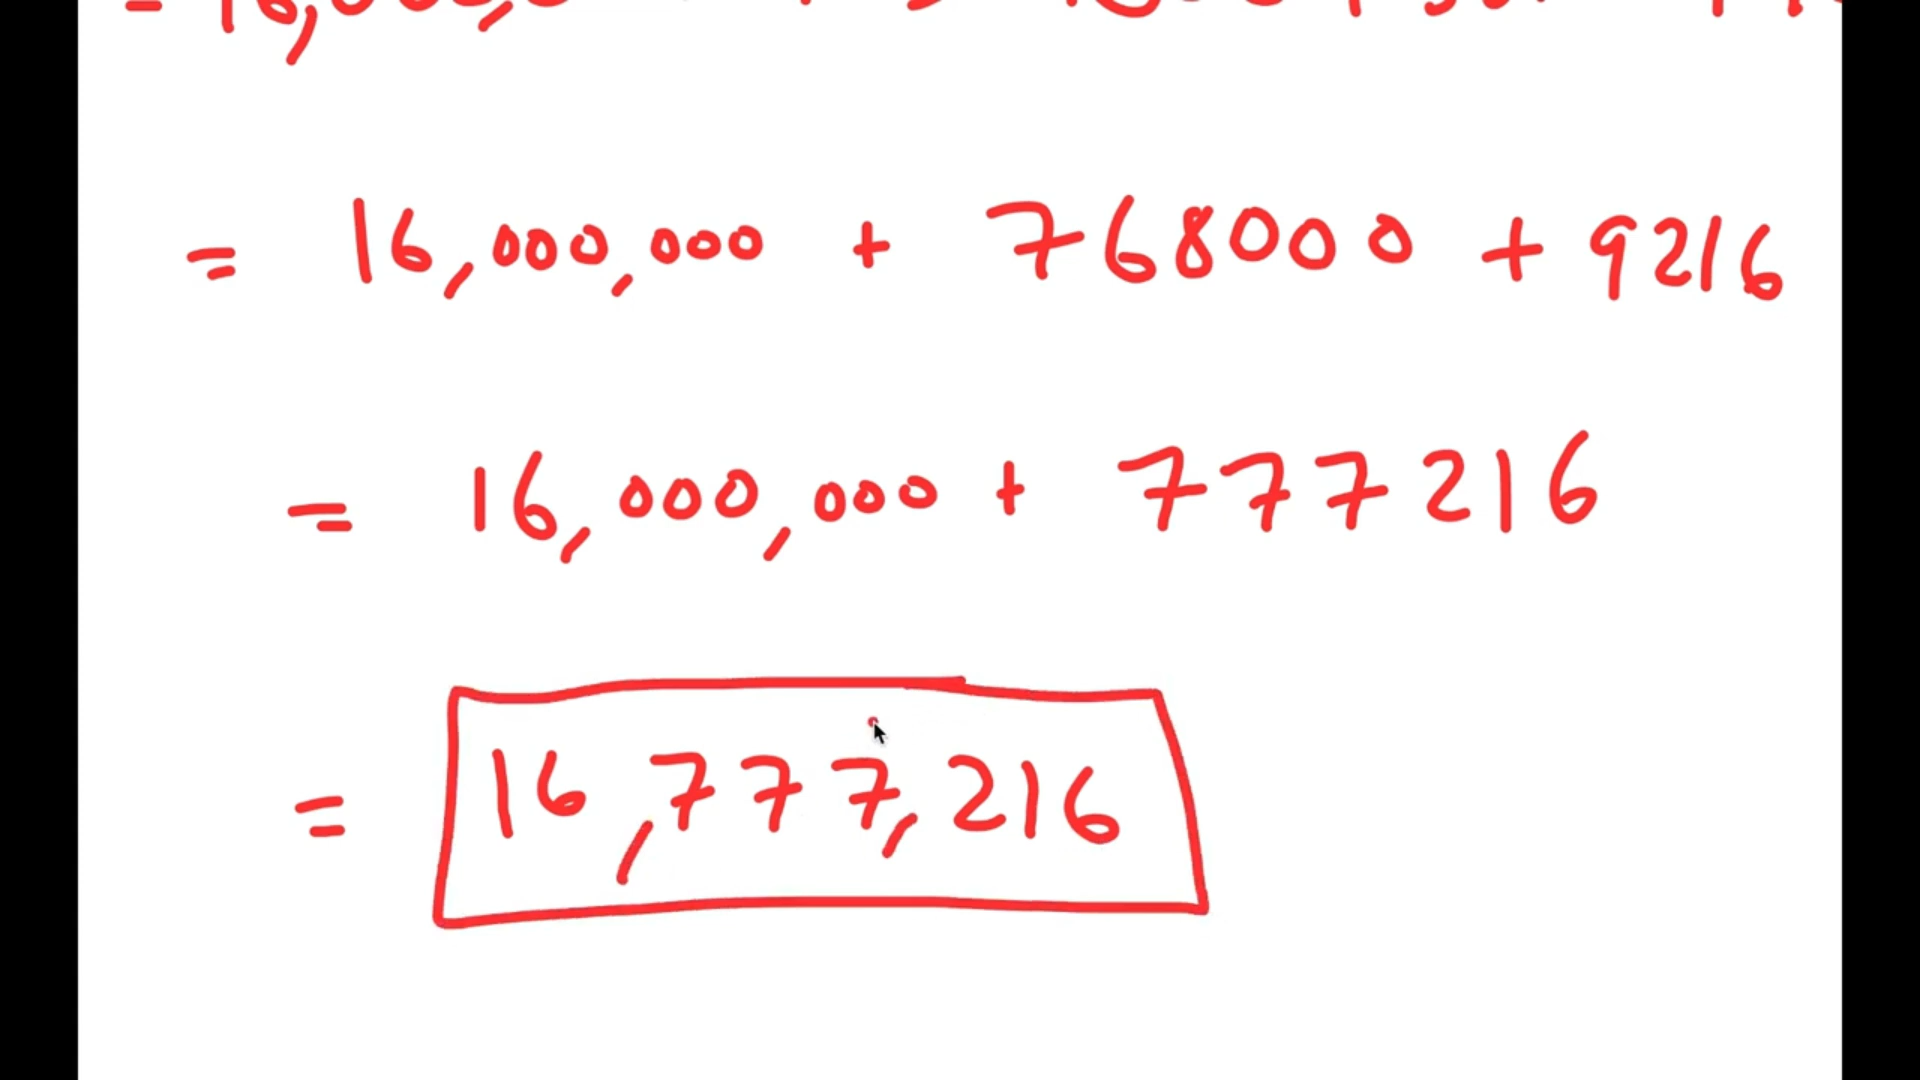 = 16,000,000 + 768000 + 9216
= 16,000,000 + 777216
= 16,777,216